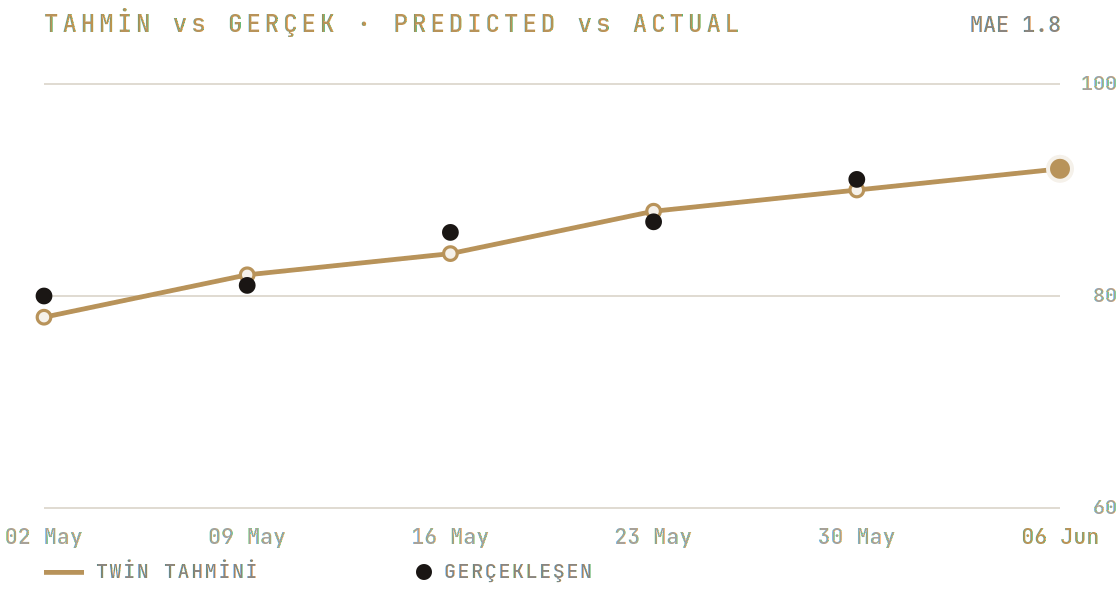 TAHMİN vs GERÇEK · PREDICTED vs ACTUAL
MAE 1.8
100
80
60
02 May
09 May
16 May
23 May
30 May
06 Jun
TWİN TAHMİNİ
GERÇEKLEŞEN